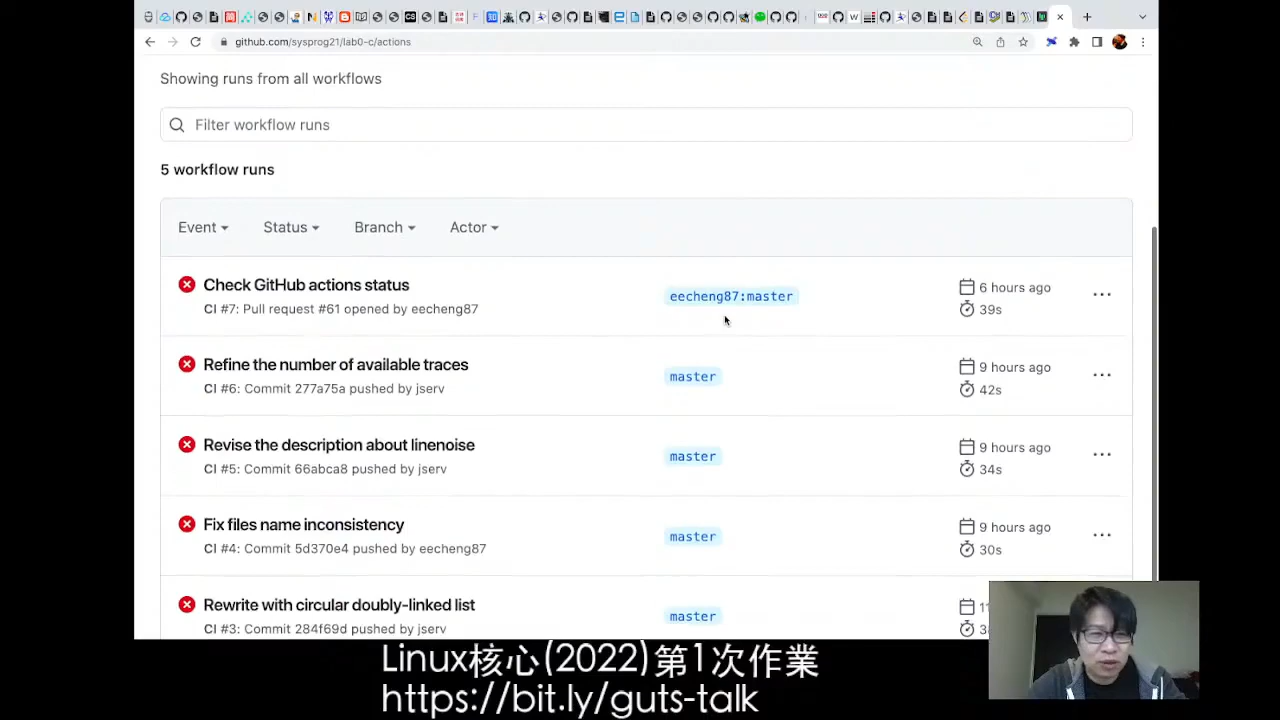 github.com/sysprog21/lab0-c/actions
Showing runs from all workflows
Filter workflow runs
5 workflow runs
Event Status Branch Actor
Check GitHub actions status
CI #7: Pull request #61 opened by eecheng87
eecheng87:master
6 hours ago
39s
Refine the number of available traces
CI #6: Commit 277a75a pushed by jserv
master
9 hours ago
42s
Revise the description about linenoise
CI #5: Commit 66abca8 pushed by jserv
master
9 hours ago
34s
Fix files name inconsistency
CI #4: Commit 5d370e4 pushed by eecheng87
master
9 hours ago
30s
Rewrite with circular doubly-linked list
CI #3: Commit 284f69d pushed by jserv
master
Linux核心(2022)第1次作業
https://bit.ly/guts-talk